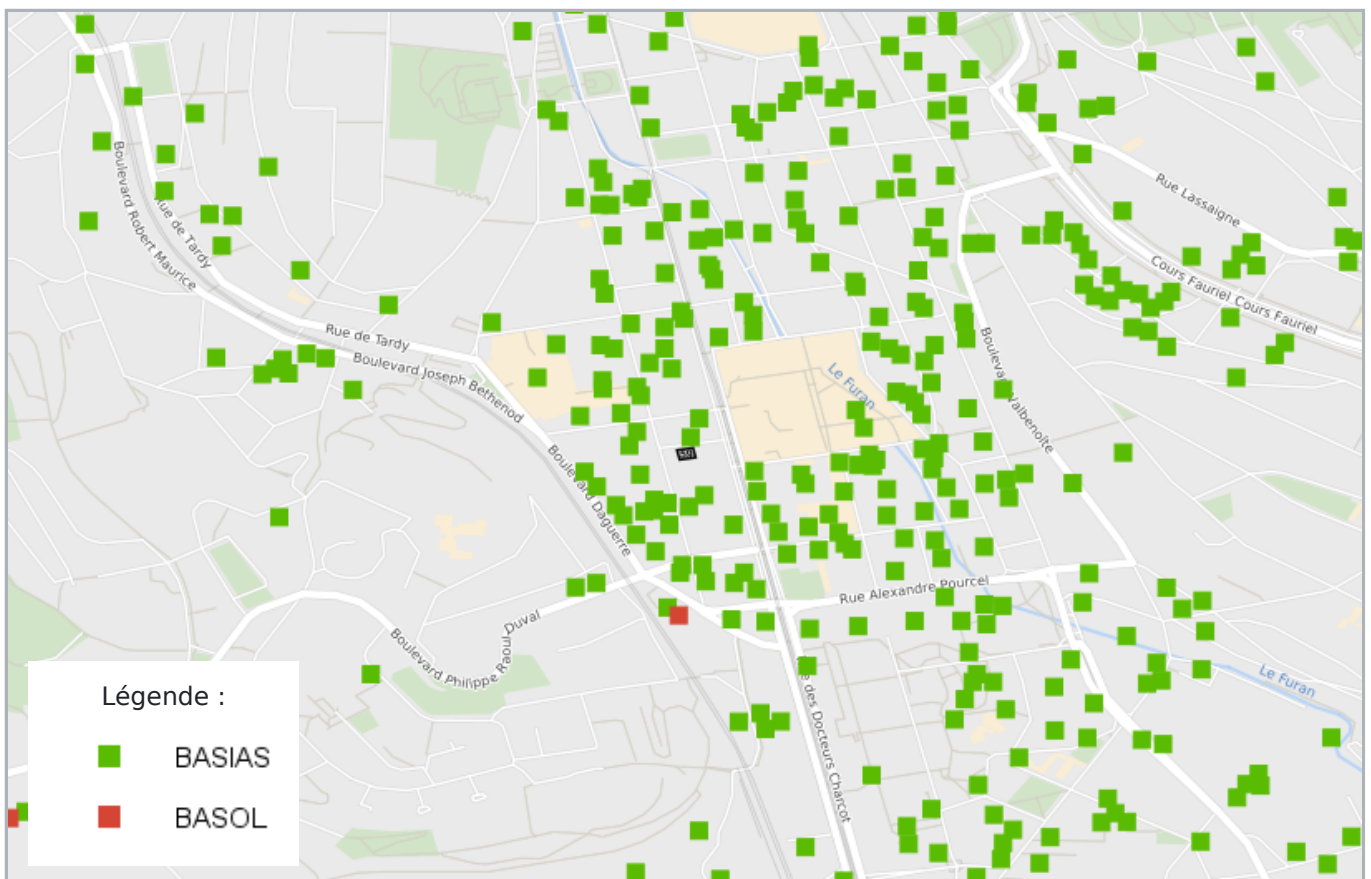 Boulevard Robert Maurice
Rue de Tardy
Rue de Tardy
Boulevard Joseph Bethenod
Boulevard Daguerre
Boulevard Philippe Raoul
Duval
Rue Lassaigne
Cours Fauriel Cours Fauriel
Boulevard Valbenoite
Le Furan
Rue Alexandre Pourcel
Le Furan
des Docteurs Charcot
Légende :
BASIAS
BASOL